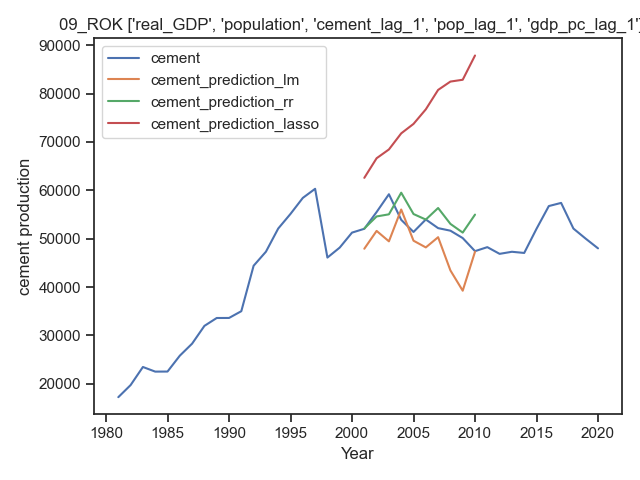 09_ROK ['real_GDP', 'population', 'cement_lag_1', 'pop_lag_1', 'gdp_pc_lag_1']
cement
cement_prediction_lm
cement_prediction_rr
cement_prediction_lasso
90000
80000
70000
60000
50000
40000
30000
20000
cement production
1980 1985 1990 1995 2000 2005 2010 2015 2020
Year